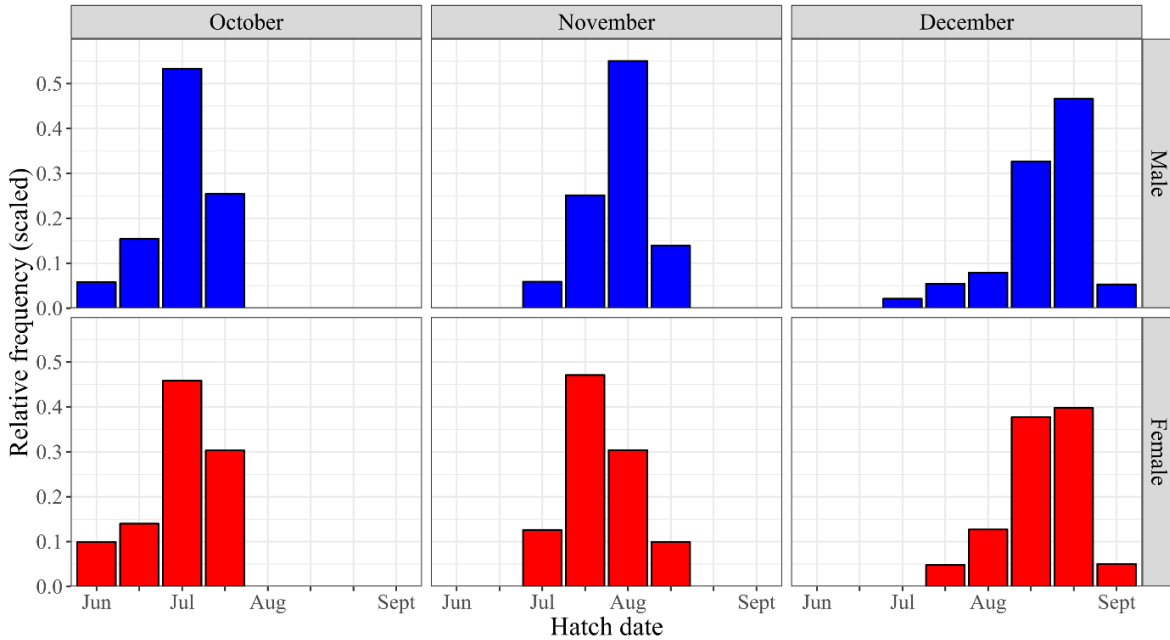 October November December
Relative frequency (scaled)
0.5
0.4
0.3
0.2
0.1
0.0
Male
0.5
0.4
0.3
0.2
0.1
0.0
Female
Jun Jul Aug Sept Jun Jul Aug Sept Jun Jul Aug Sept
Hatch date